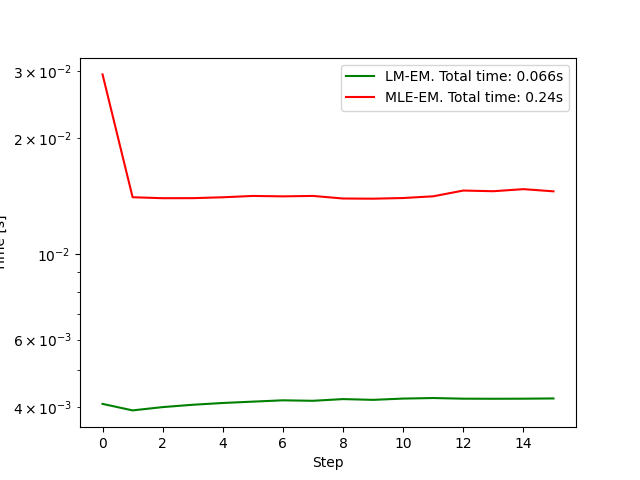 LM-EM. Total time: 0.066s
MLE-EM. Total time: 0.24s
3 × 10⁻²
2 × 10⁻²
10⁻²
6 × 10⁻³
4 × 10⁻³
[s]
0 2 4 6 8 10 12 14
Step